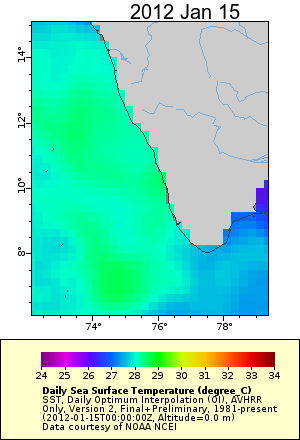 2012 Jan 15
14°
12°
10°
8°
74° 76° 78°
24 25 26 27 28 29 30 31 32 33 34
Daily Sea Surface Temperature (degree_C)
SST, Daily Optimum Interpolation (OI), AVHRR
Only, Version 2, Final+Preliminary, 1981-present
(2012-01-15T00:00:00Z, Altitude=0.0 m)
Data courtesy of NOAA NCEI